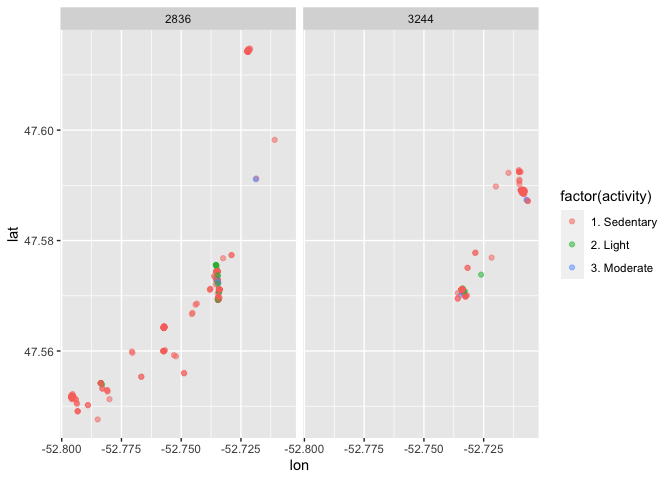 2836
3244
47.60
47.58
47.56
lat
-52.800 -52.775 -52.750 -52.725 -52.800 -52.775 -52.750 -52.725
lon
factor(activity)
1. Sedentary
2. Light
3. Moderate